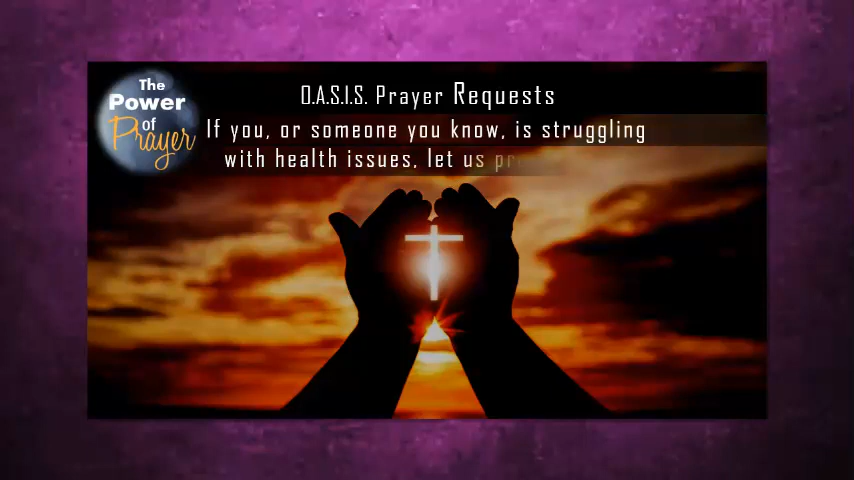 The
Power
of
Prayer
O.A.S.I.S. Prayer Requests
If you, or someone you know, is struggling
with health issues, let us